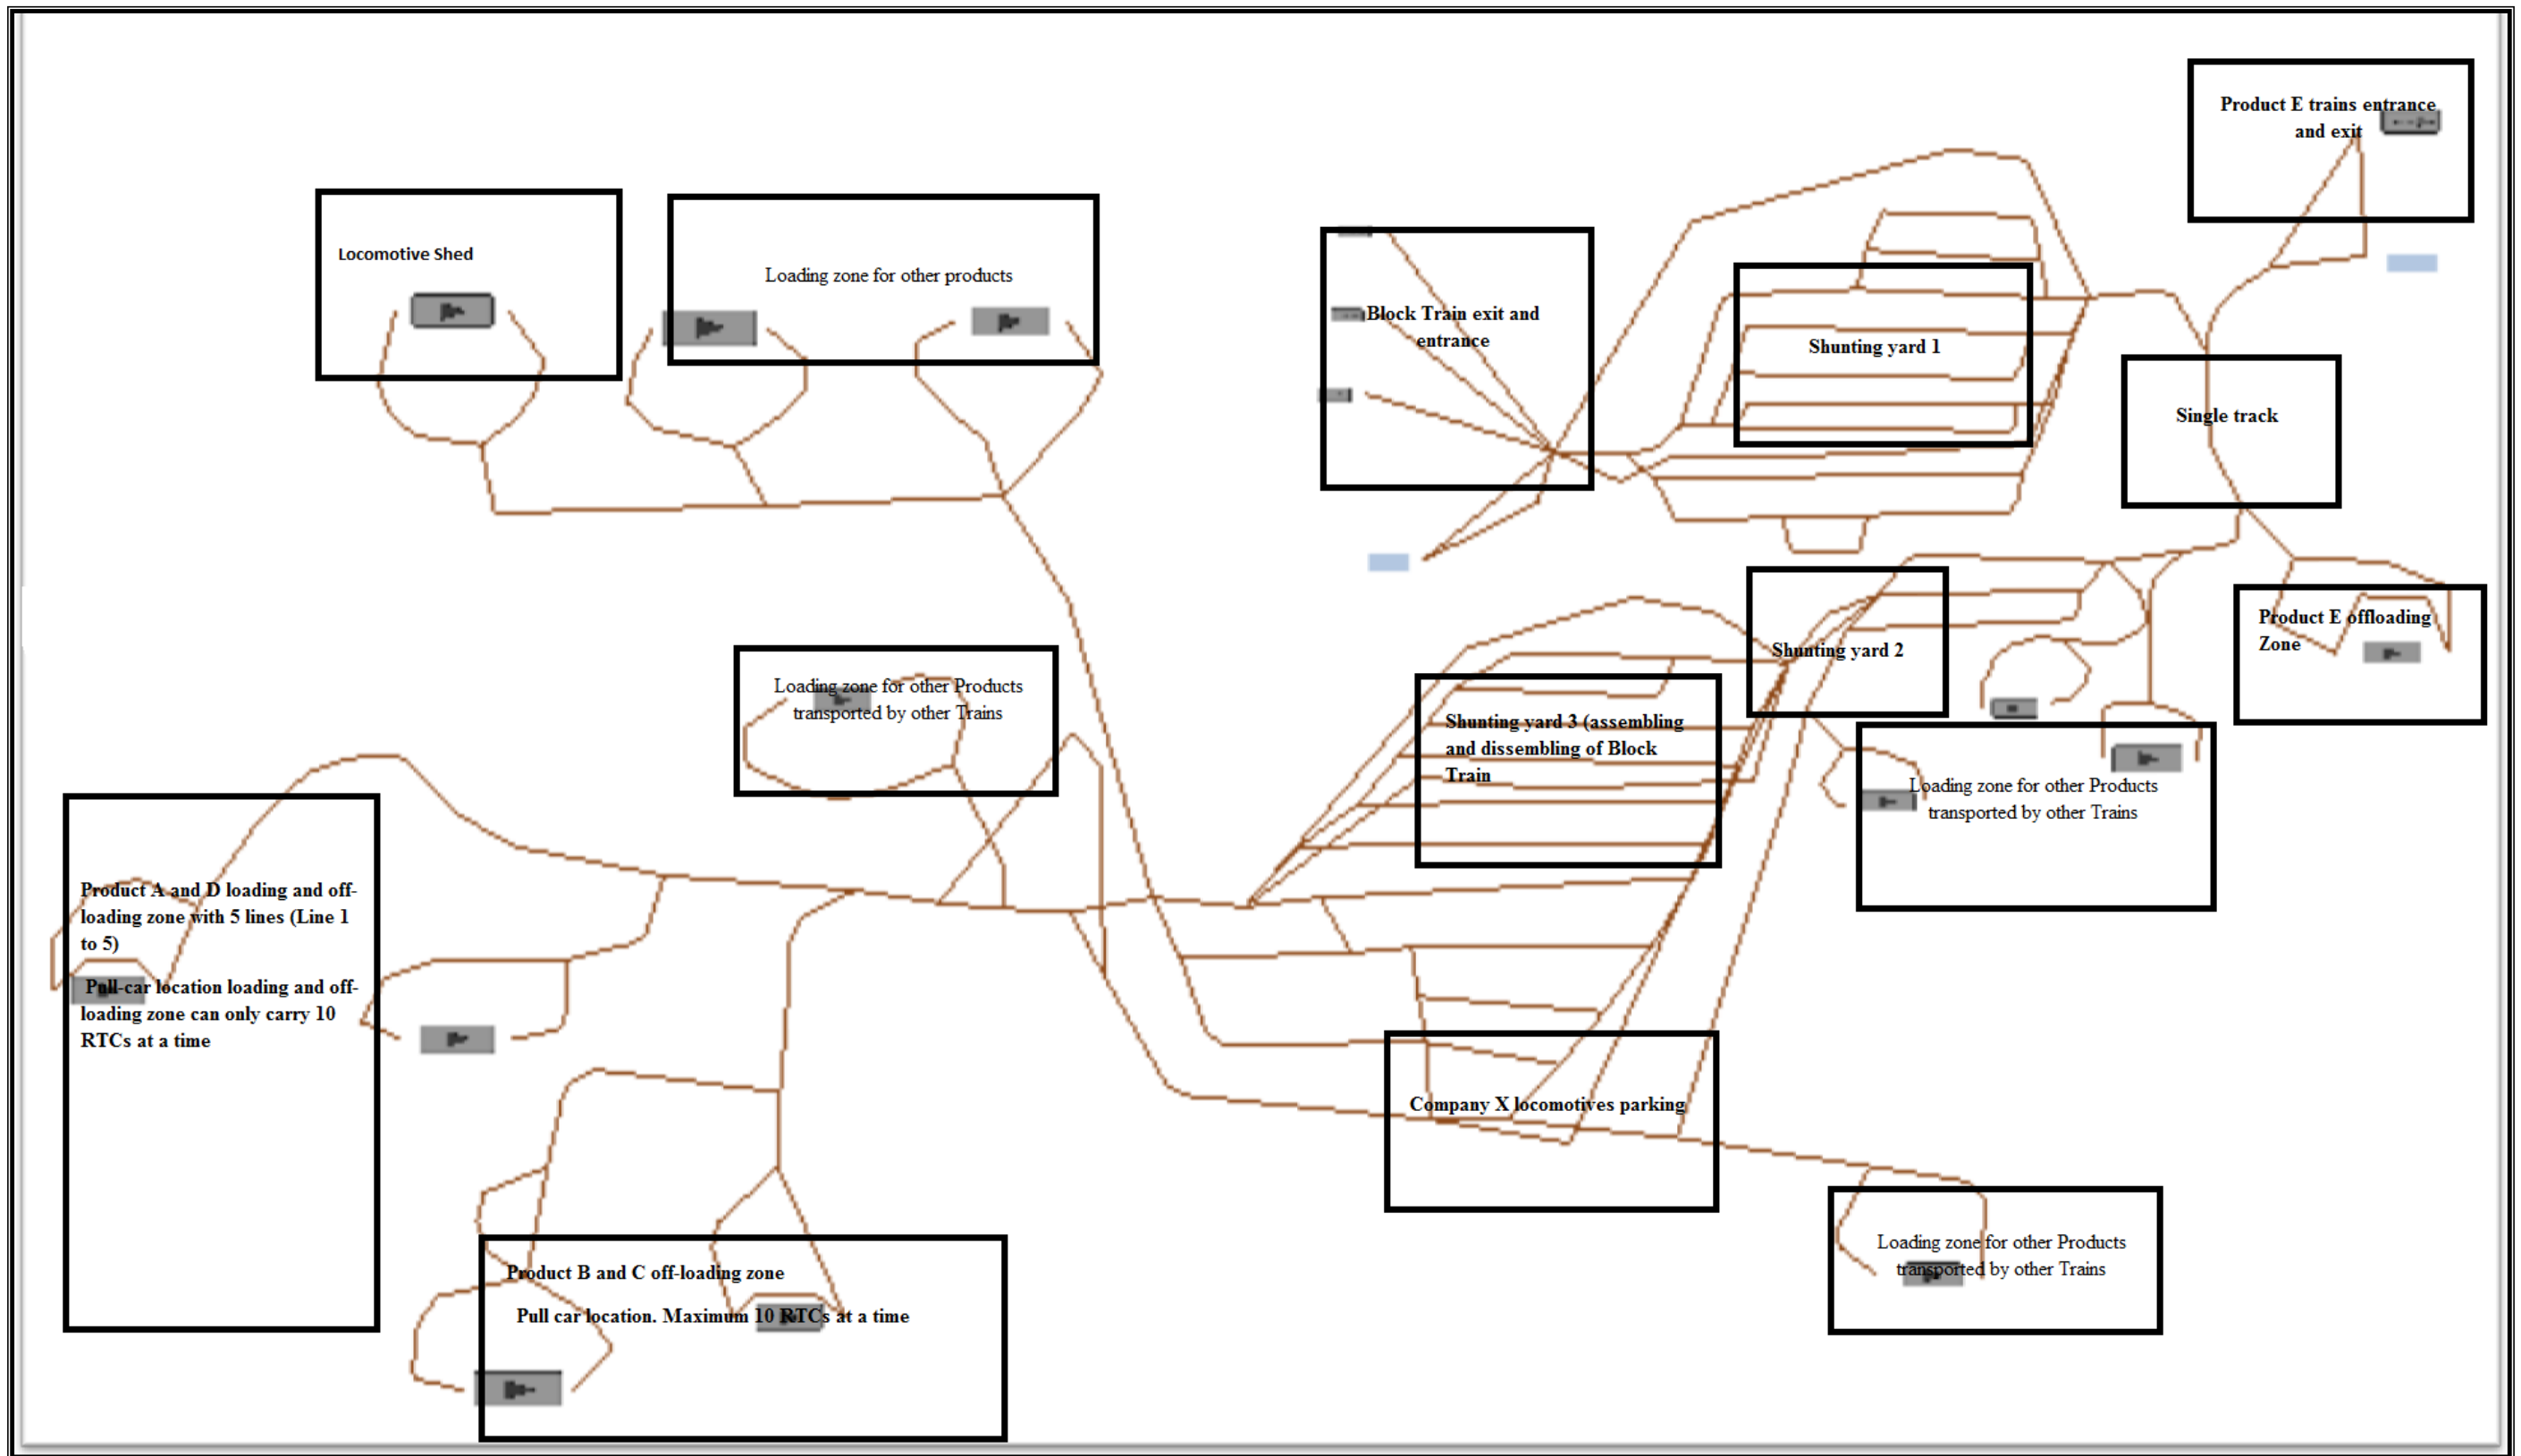 Product E trains entrance
and exit
Locomotive Shed
Loading zone for other products
Block Train exit and
entrance
Shunting yard 1
Single track
Product E offloading
Zone
Shunting yard 2
Loading zone for other Products
transported by other Trains
Shunting yard 3 (assembling
and dissembling of Block
Train
Loading zone for other Products
transported by other Trains
Product A and D loading and off-
loading zone with 5 lines (Line 1
to 5)
Pull-car location loading and off-
loading zone can only carry 10
RTCs at a time
Company X locomotives parking
Product B and C off-loading zone
Pull car location. Maximum 10 RTCs at a time
Loading zone for other Products
transported by other Trains